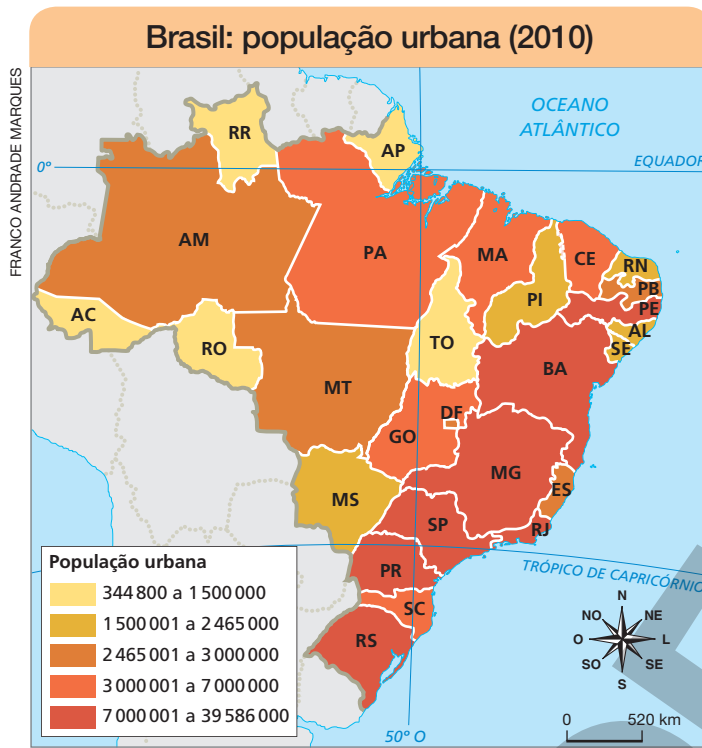 Brasil: população urbana (2010)
FRANCO ANDRADE MARQUES
OCEANO
ATLÂNTICO
RR
AP
0º
EQUADOR
AM
PA
MA
CE
RN
PB
PE
PI
AL
SE
AC
RO
TO
BA
MT
DF
GO
MG
ES
MS
SP
RJ
TRÓPICO DE CAPRICÓRNIO
PR
SC
RS
População urbana
344 800 a 1 500 000
1 500 001 a 2 465 000
2 465 001 a 3 000 000
3 000 001 a 7 000 000
7 000 001 a 39 586 000
N
NO NE
O L
SO SE
S
0 520 km
50º O